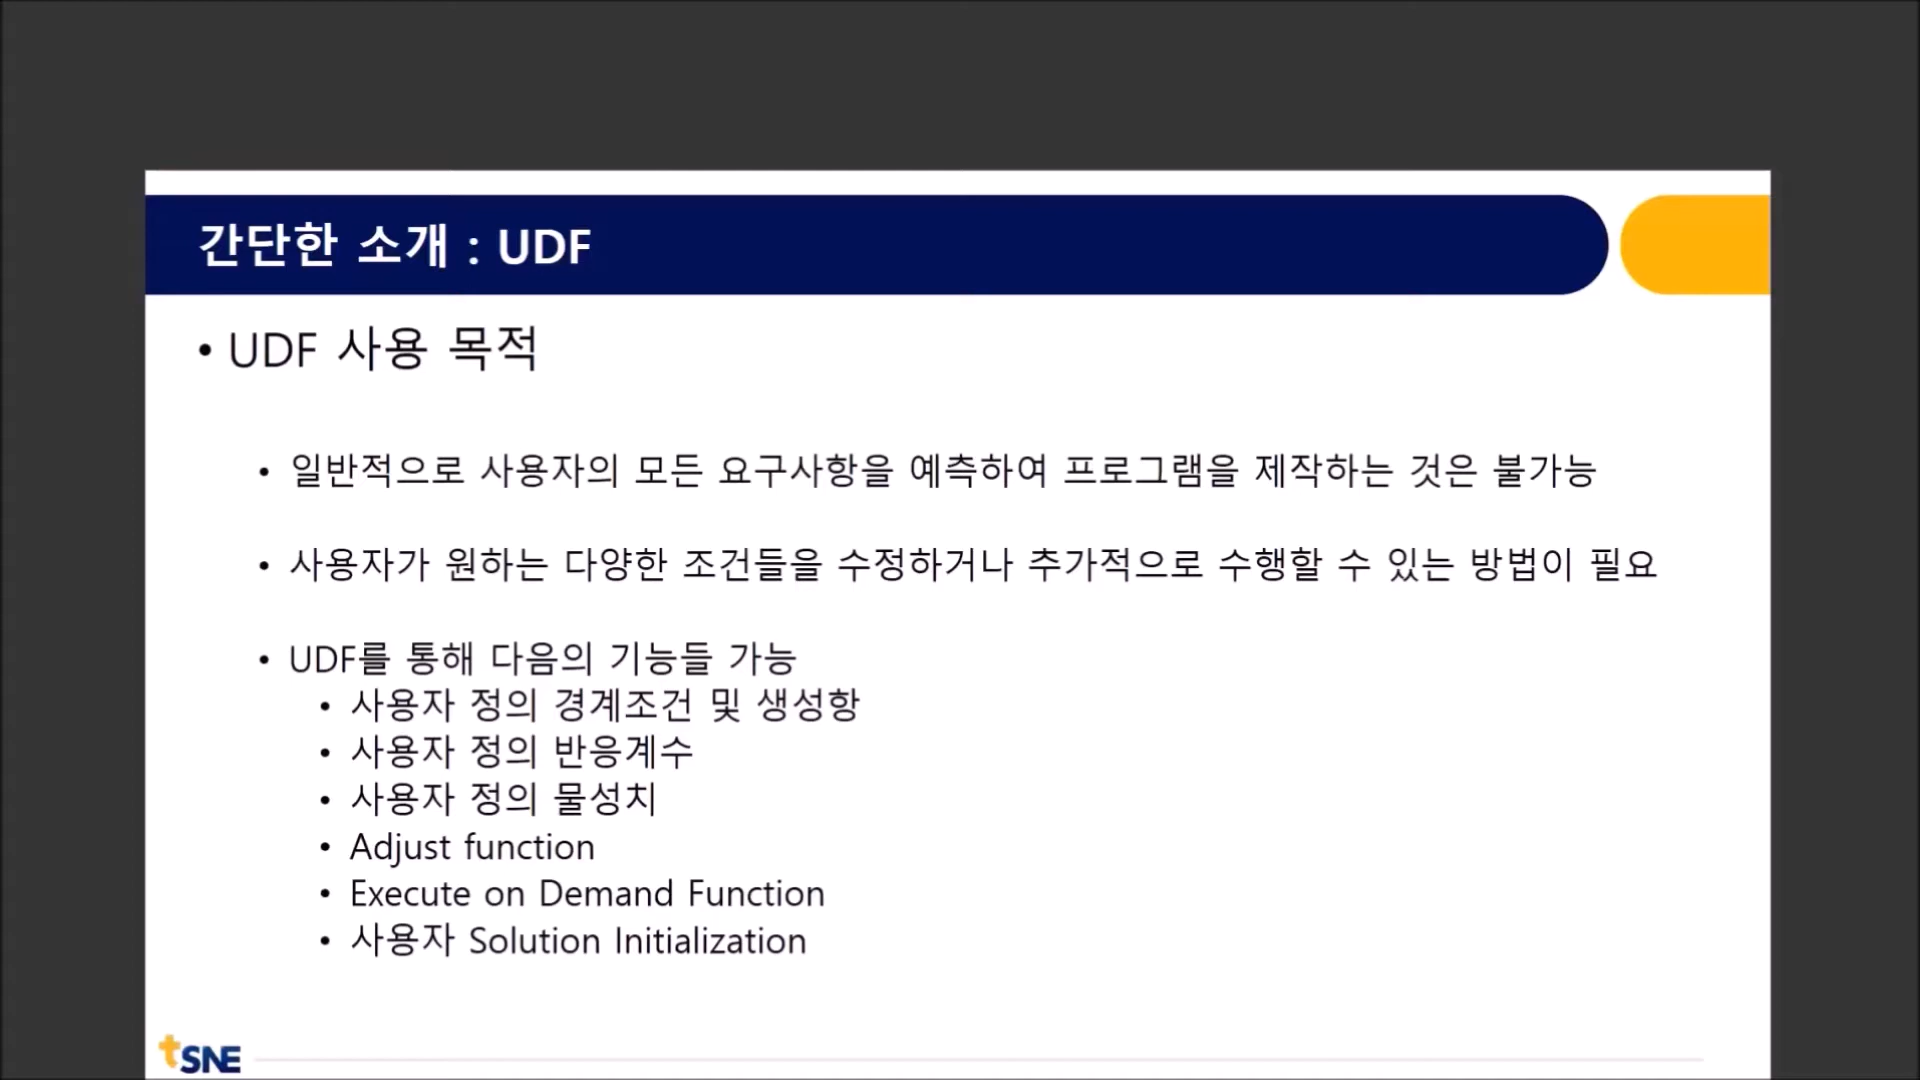 간단한 소개 : UDF
• UDF 사용 목적
• 일반적으로 사용자의 모든 요구사항을 예측하여 프로그램을 제작하는 것은 불가능
• 사용자가 원하는 다양한 조건들을 수정하거나 추가적으로 수행할 수 있는 방법이 필요
• UDF를 통해 다음의 기능들 가능
• 사용자 정의 경계조건 및 생성항
• 사용자 정의 반응계수
• 사용자 정의 물성치
• Adjust function
• Execute on Demand Function
• 사용자 Solution Initialization
tSNE